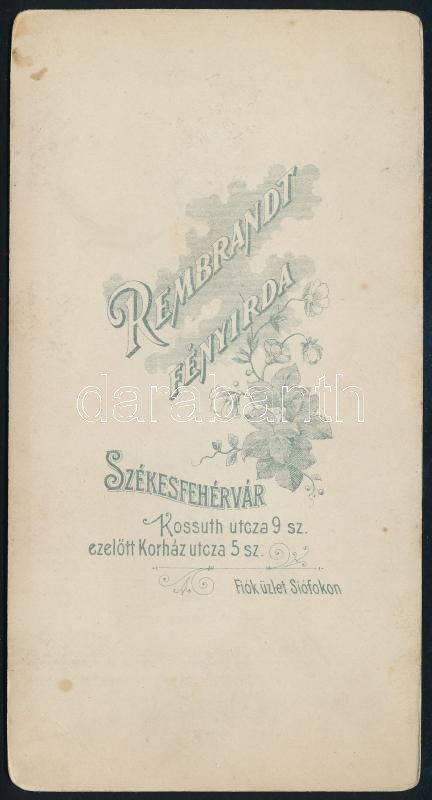 REMBRANDT
FÉNYIRDA
darabanth
SZÉKESFEHÉRVÁR
Kossuth utcza 9 sz.
ezelőtt Korház utcza 5 sz.
Fiók üzlet Siófokon